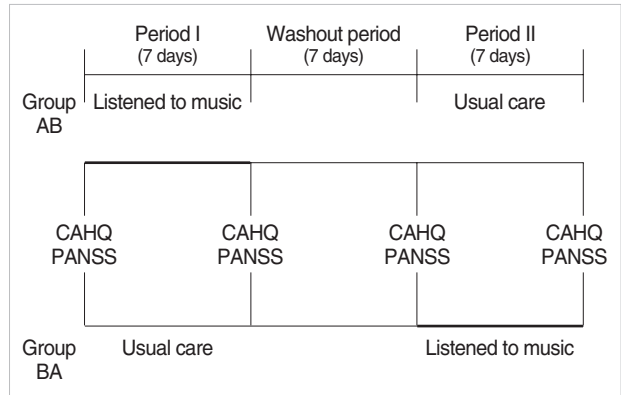 Period I Washout period Period II
(7 days) (7 days) (7 days)
Group Listened to music Usual care
AB
CAHQ CAHQ CAHQ CAHQ
PANSS PANSS PANSS PANSS
Group Usual care Listened to music
BA